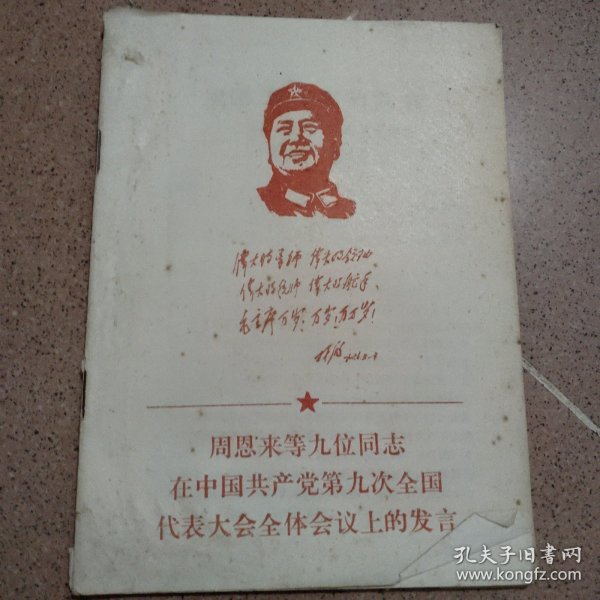 伟大的导师 伟大的领袖
伟大的统帅 伟大的舵手、
毛主席万岁！万岁！万万岁！
林彪
周恩来等九位同志
在中国共产党第九次全国
代表大会全体会议上的发言
孔夫子旧书网
www.kongfz.com